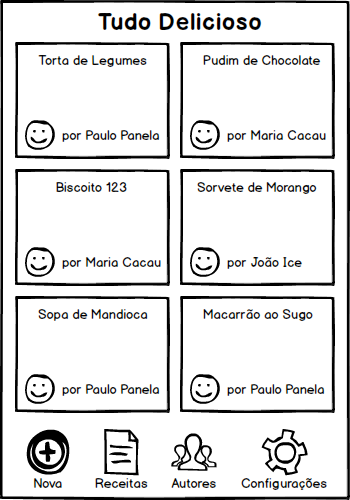 Tudo Delicioso
Torta de Legumes
por Paulo Panela
Pudim de Chocolate
por Maria Cacau
Biscoito 123
por Maria Cacau
Sorvete de Morango
por João Ice
Sopa de Mandioca
por Paulo Panela
Macarrão ao Sugo
por Paulo Panela
Nova
Receitas
Autores
Configurações